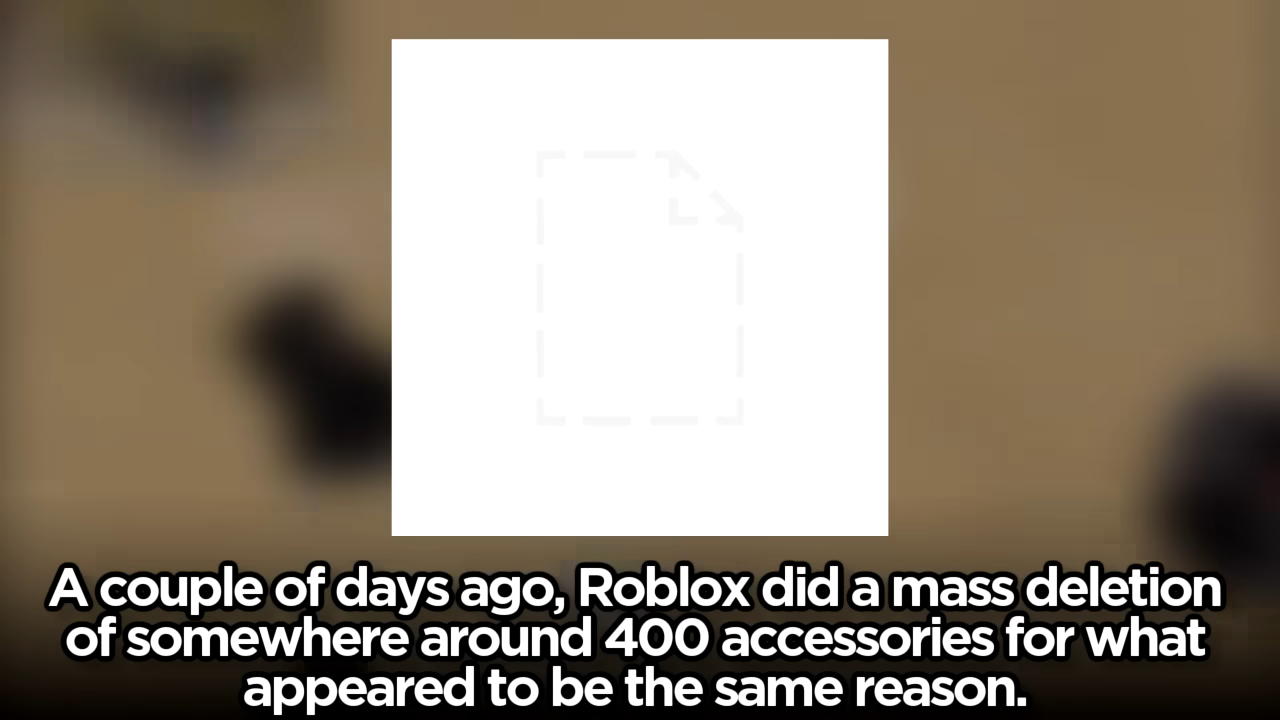 A couple of days ago, Roblox did a mass deletion
of somewhere around 400 accessories for what
appeared to be the same reason.